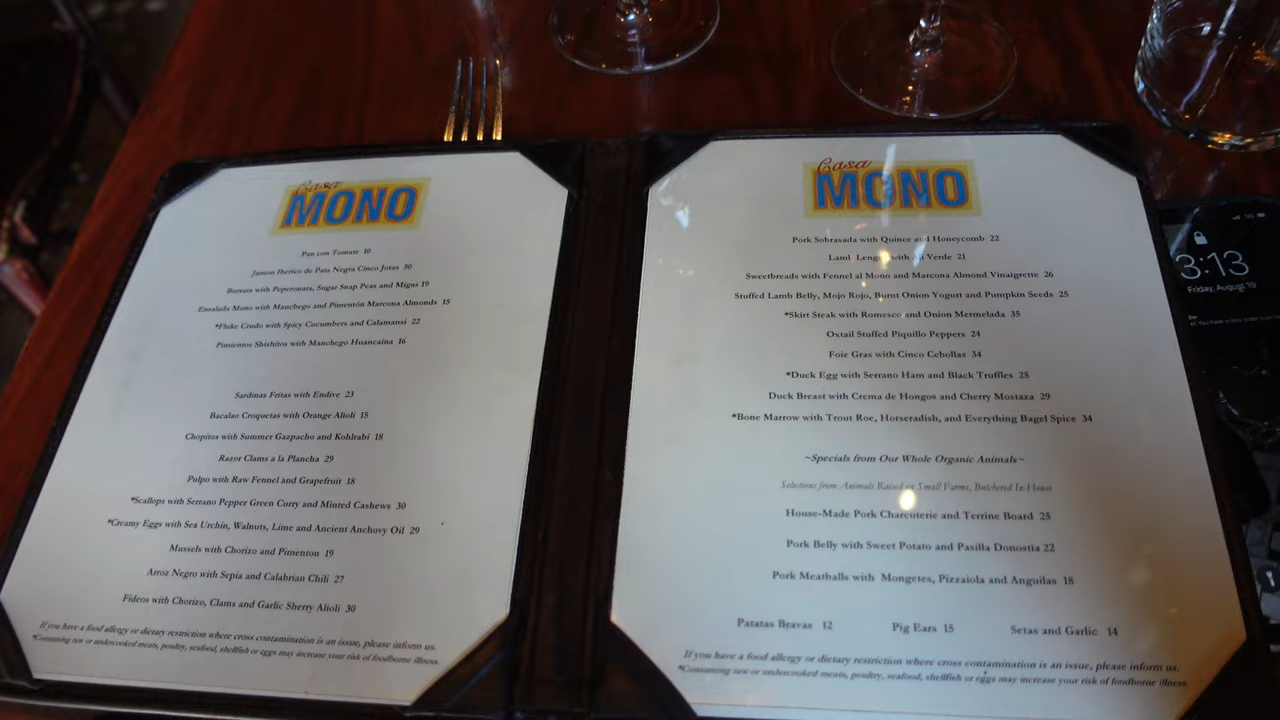 Casa
MONO
Pan con Tomate 10
Jamon Iberico de Pata Negra Cinco Jotas 50
Burrata with Peperonata, Sugar Snap Peas and Migas 19
Ensalada Mono with Manchego and Pimentón Marcona Almonds 15
*Fluke Crudo with Spicy Cucumbers and Calamansi 22
Pimientos Shishitos with Manchego Huancaína 16
Sardinas Fritas with Endive 23
Bacalao Croquetas with Orange Alioli 15
Chopitos with Summer Gazpacho and Kohlrabi 18
Razor Clams a la Plancha 29
Pulpo with Raw Fennel and Grapefruit 18
*Scallops with Serrano Pepper Green Curry and Minted Cashews 30
*Creamy Eggs with Sea Urchin, Walnuts, Lime and Ancient Anchovy Oil 29
Mussels with Chorizo and Pimenton 19
Arroz Negro with Sepia and Calabrian Chili 27
Fideos with Chorizo, Clams and Garlic Sherry Alioli 30
If you have a food allergy or dietary restriction where cross contamination is an issue, please inform us.
*Consuming raw or undercooked meats, poultry, seafood, shellfish or eggs may increase your risk of foodborne illness.
Casa
MONO
Pork Sobrasada with Quince and Honeycomb 22
Lamb with Verde 21
Sweetbreads with Fennel al Mono and Marcona Almond Vinaigrette 26
Stuffed Lamb Belly, Mojo Rojo, Burnt Onion Yogurt and Pumpkin Seeds 25
*Skirt Steak with Romesco and Onion Mermelada 35
Oxtail Stuffed Piquillo Peppers 24
Foie Gras with Cinco Cebollas 34
*Duck Egg with Serrano Ham and Black Truffles 25
Duck Breast with Crema de Hongos and Cherry Mostaza 29
*Bone Marrow with Trout Roe, Horseradish, and Everything Bagel Spice 34
~Specials from Our Whole Organic Animals~
Selections from Animals Raised on Small Farms, Butchered In-House
House-Made Pork Charcuterie and Terrine Board 25
Pork Belly with Sweet Potato and Pasilla Donostia 22
Pork Meatballs with Mongetes, Pizzaiola and Anguilas 18
Patatas Bravas 12 Pig Ears 15 Setas and Garlic 14
If you have a food allergy or dietary restriction where cross contamination is an issue, please inform us.
*Consuming raw or undercooked meats, poultry, seafood, shellfish or eggs may increase your risk of foodborne illness.
3:13
Friday, August 19